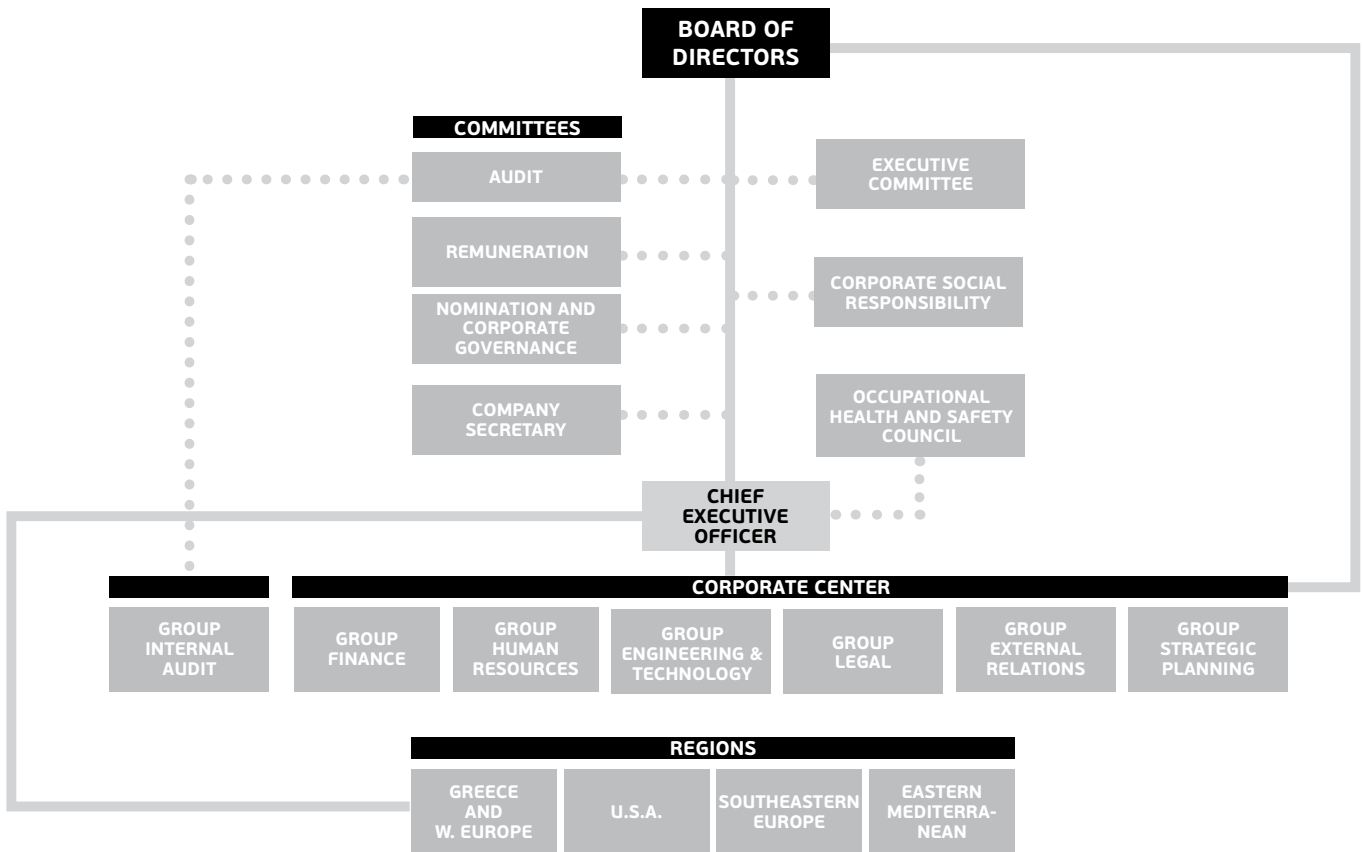 BOARD OF
DIRECTORS
COMMITTEES
AUDIT
EXECUTIVE
COMMITTEE
REMUNERATION
CORPORATE SOCIAL
RESPONSIBILITY
NOMINATION AND
CORPORATE
GOVERNANCE
COMPANY
SECRETARY
OCCUPATIONAL
HEALTH AND SAFETY
COUNCIL
CHIEF
EXECUTIVE
OFFICER
CORPORATE CENTER
GROUP
INTERNAL
AUDIT
GROUP
FINANCE
GROUP
HUMAN
RESOURCES
GROUP
ENGINEERING &
TECHNOLOGY
GROUP
LEGAL
GROUP
EXTERNAL
RELATIONS
GROUP
STRATEGIC
PLANNING
REGIONS
GREECE
AND
W. EUROPE
U.S.A.
SOUTHEASTERN
EUROPE
EASTERN
MEDITERRA-
NEAN